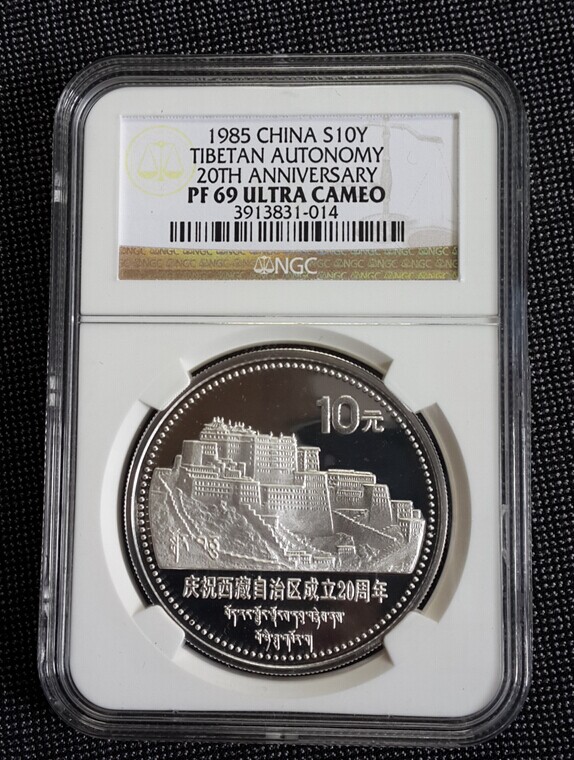 1985 CHINA S10Y
TIBETAN AUTONOMY
20TH ANNIVERSARY
PF 69 ULTRA CAMEO
3913831-014
NGC
10元
庆祝西藏自治区成立20周年